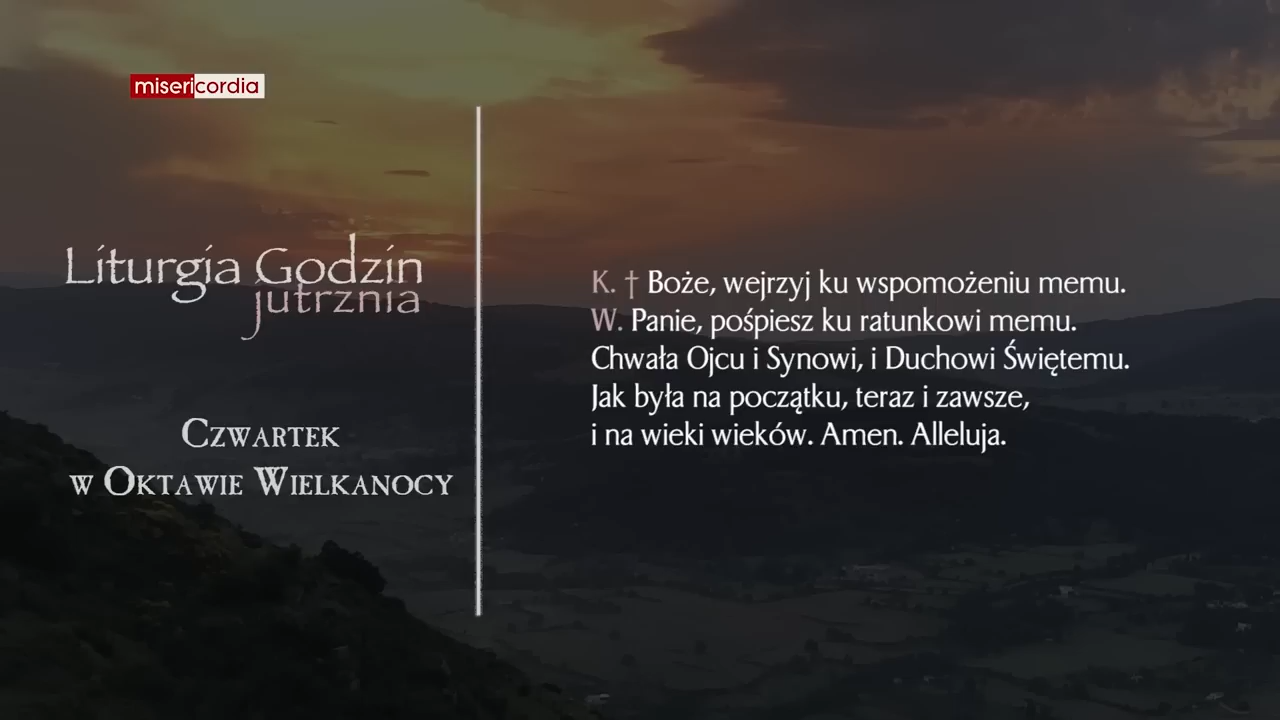 misericordia
Liturgia Godzin
jutrznia
Czwartek
w Oktawie Wielkanocy
K. † Boże, wejrzyj ku wspomożeniu memu.
W. Panie, pośpiesz ku ratunkowi memu.
Chwała Ojcu i Synowi, i Duchowi Świętemu.
Jak była na początku, teraz i zawsze,
i na wieki wieków. Amen. Alleluja.